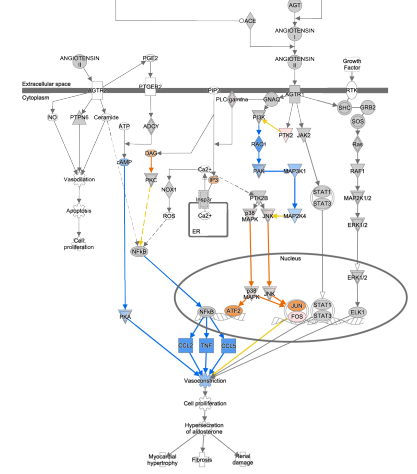 AGT
ACE
ANGIOTENSIN
I
ANGIOTENSIN
II
PGE2
ANGIOTENSIN
II
Growth
Factor
Extracellular space
Cytoplasm
AGTR
PTGER2
PIP2
PLCgamma
GNAQ
AGTR1
RTK
SHC
GRB2
NO
PTPN6
Ceramide
ATP
ADCY
PI3K
PTK2
JAK2
SOS
RAC1
Ras
cAMP
DAG
PKC
Ca2+
IP3
PAK
MAP3K1
RAF1
Vasodilation
NOX1
Insp3r
PTK2B
STAT1
MAP2K1/2
Apoptosis
ROS
Ca2+
p38
MAPK
JNK
MAP2K4
STAT3
ERK1/2
Cell
proliferation
NFkB
ER
Nucleus
p38
MAPK
JNK
ERK1/2
PKA
NFkB
ATF2
JUN
FOS
STAT1
STAT3
ELK1
CCL2
TNF
CCL5
Vasoconstriction
Cell proliferation
Hypersecretion
of aldosterone
Myocardial
hypertrophy
Fibrosis
Renal
damage